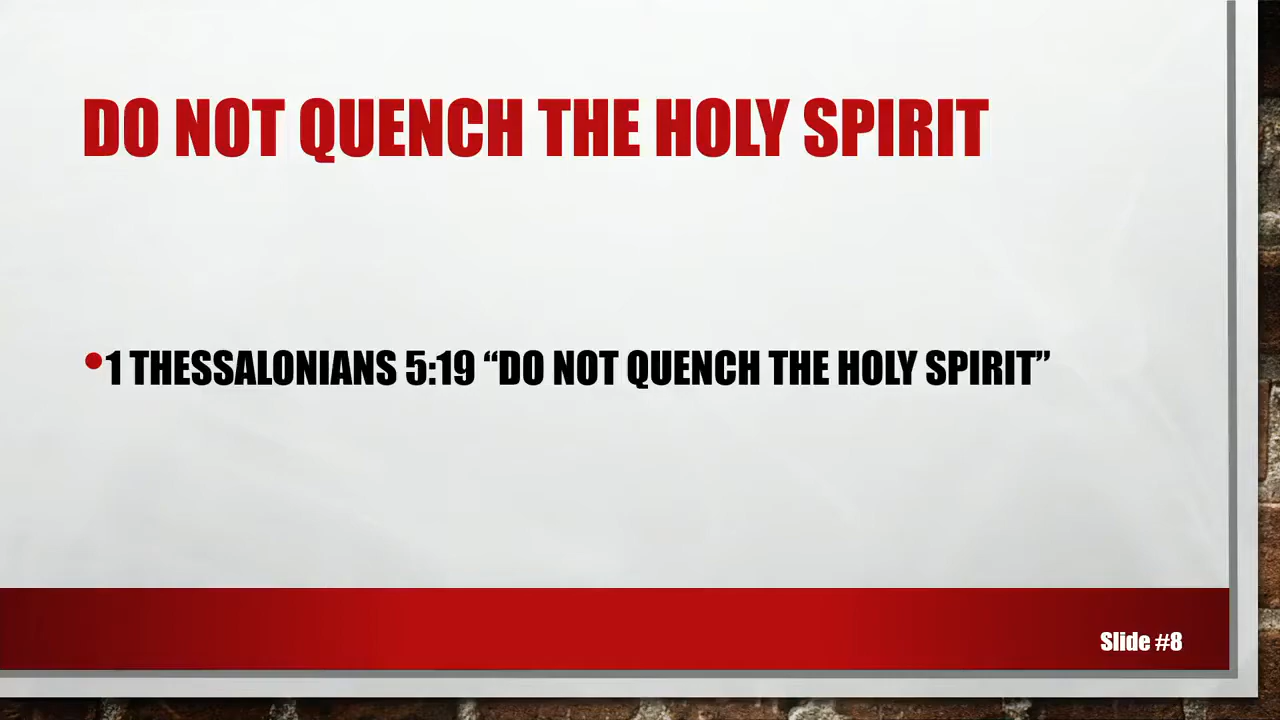 DO NOT QUENCH THE HOLY SPIRIT
•1 THESSALONIANS 5:19 “DO NOT QUENCH THE HOLY SPIRIT”
Slide #8